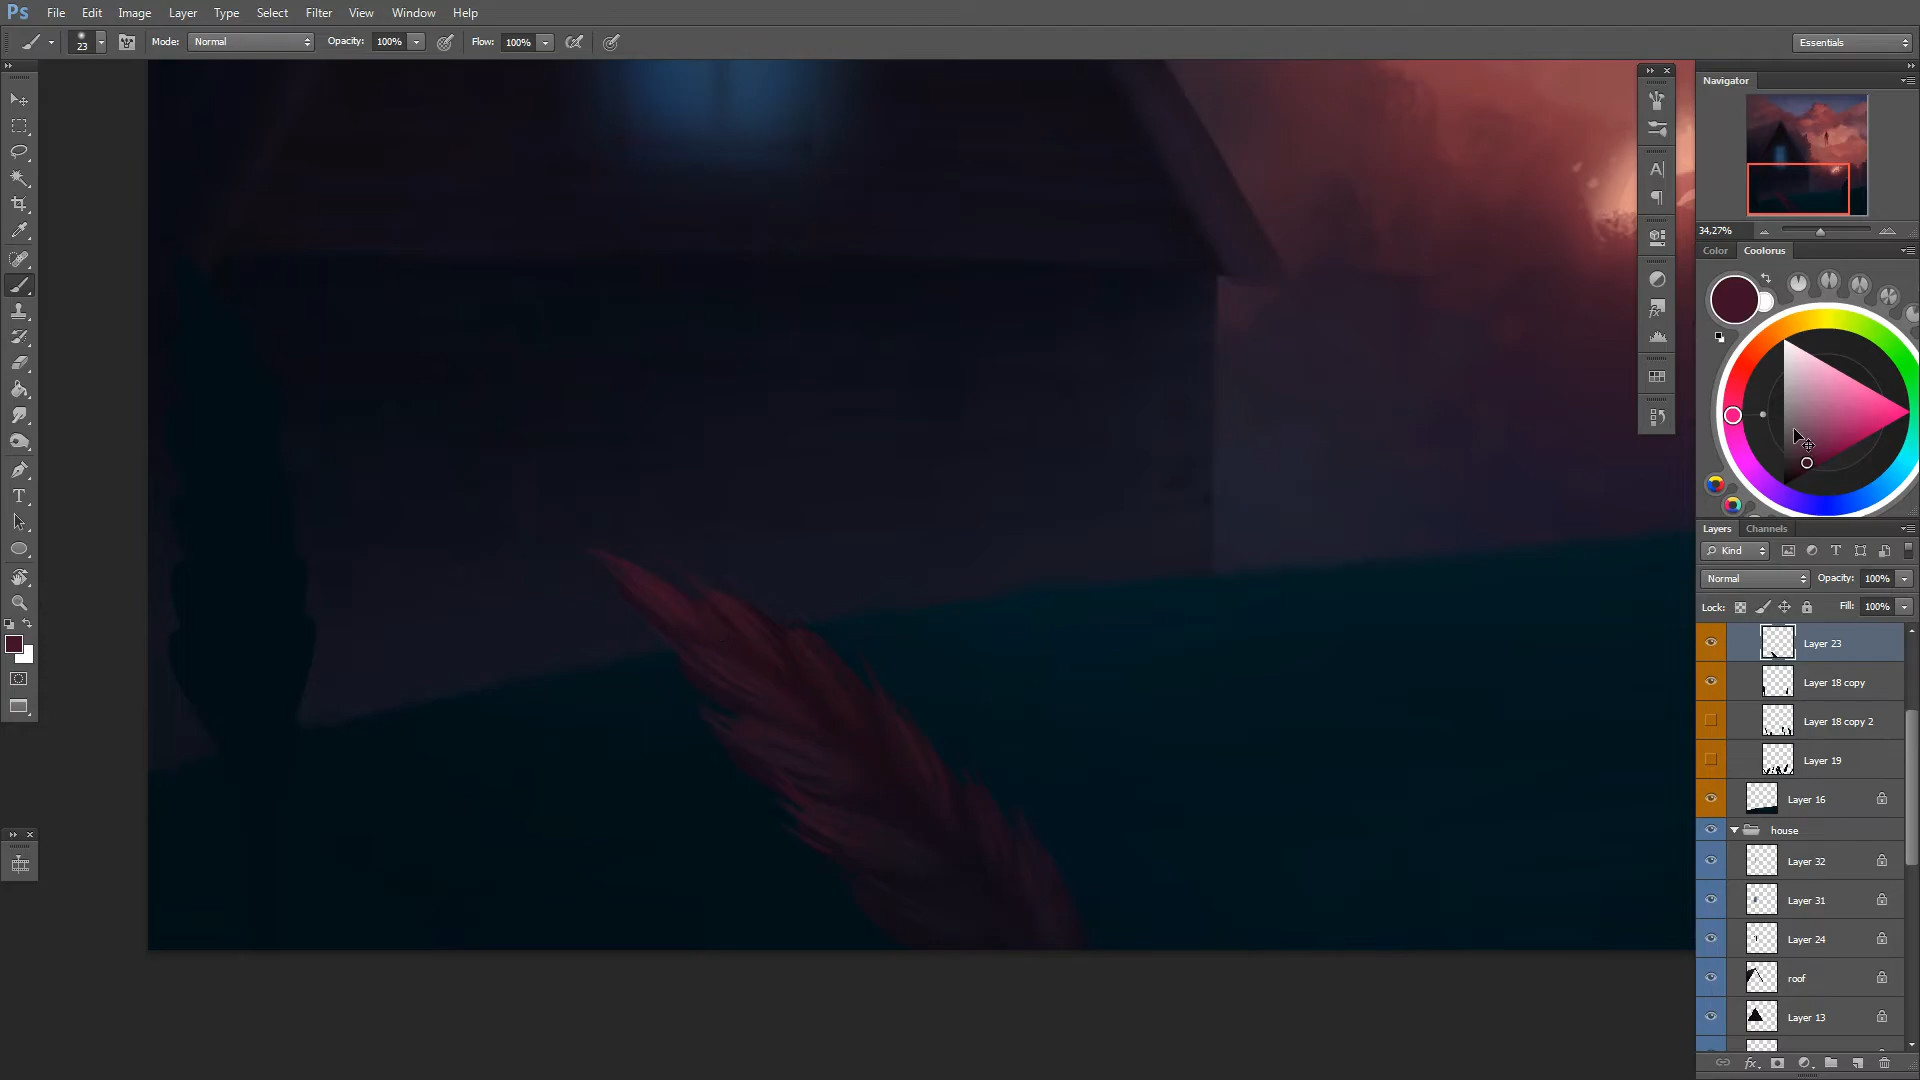 Ps File Edit Image Layer Type Select Filter View Window Help
23 Mode: Normal Opacity: 100% Flow: 100% Essentials
Navigator
34,27%
Color Coolorus
Layers Channels
Kind
Normal Opacity: 100%
Lock: Fill: 100%
Layer 23
Layer 18 copy
Layer 18 copy 2
Layer 19
Layer 16
house
Layer 32
Layer 31
Layer 24
roof
Layer 13